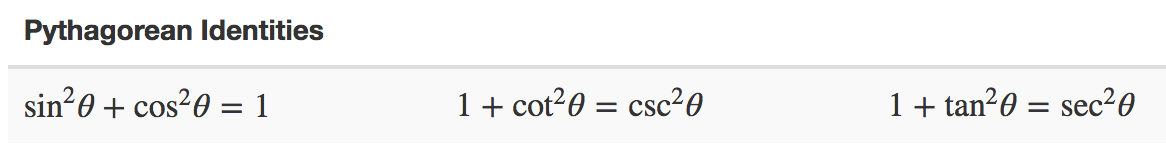 Pythagorean Identities
sin²θ + cos²θ = 1 1 + cot²θ = csc²θ 1 + tan²θ = sec²θ